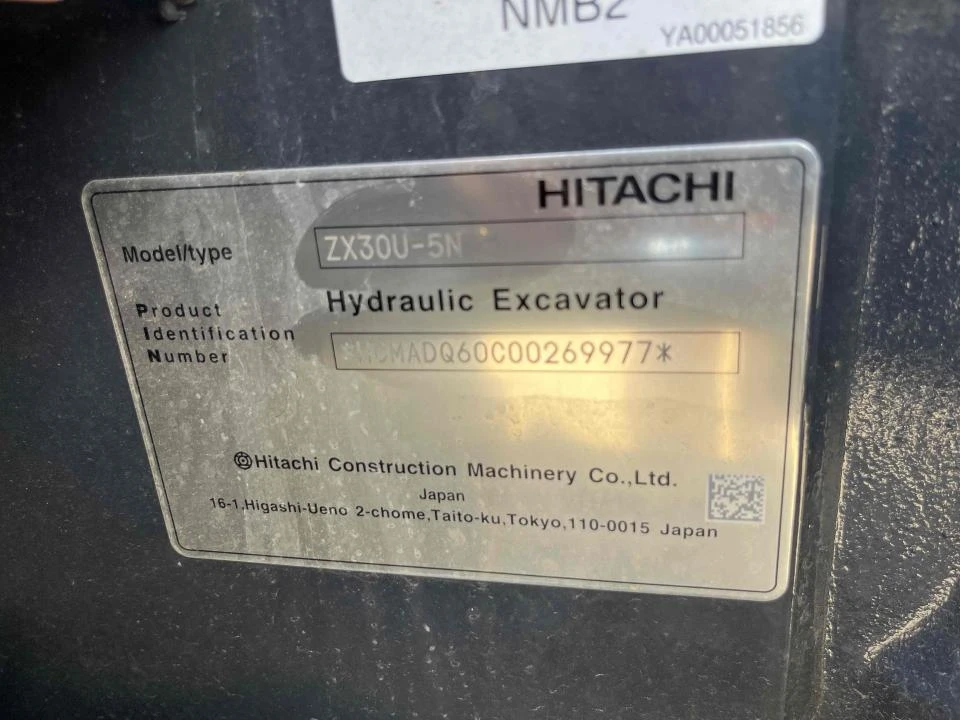 NMB2
YA00051856
HITACHI
Model/type ZX30U-5N
Hydraulic Excavator
Product
Identification
Number
◎Hitachi Construction Machinery Co.,Ltd.
Japan
16-1,Higashi-Ueno 2-chome,Taito-ku,Tokyo,110-0015 Japan